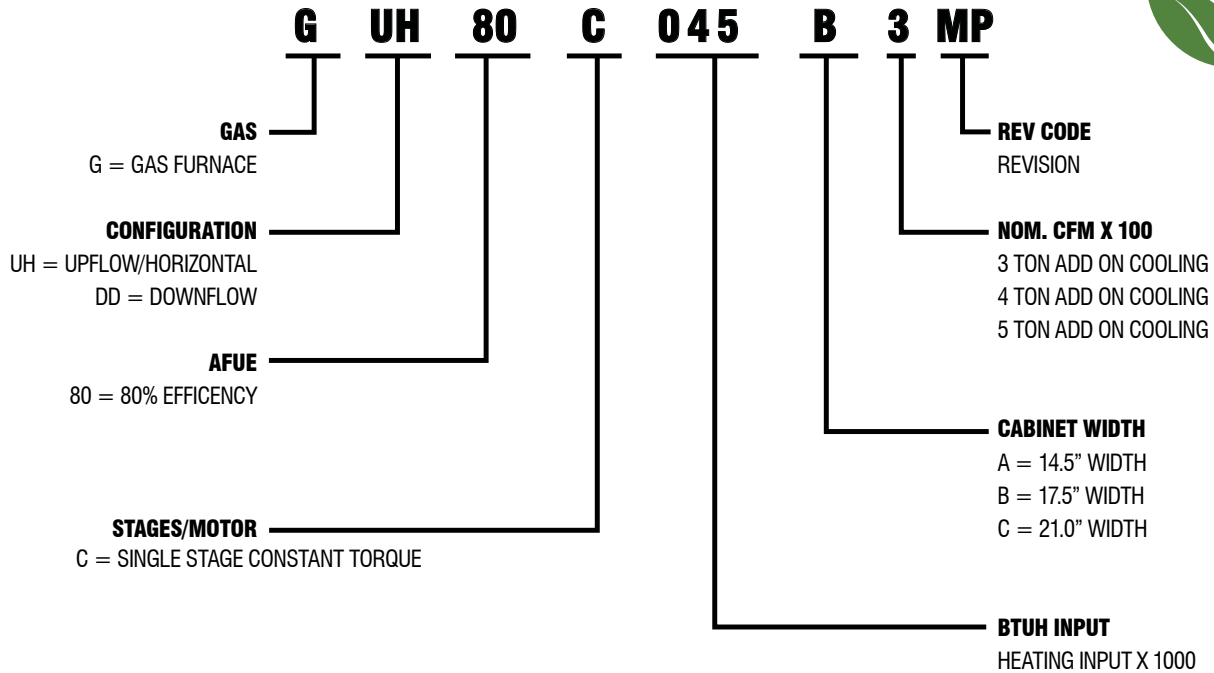 G UH 80 C 045 B 3 MP
GAS
G = GAS FURNACE
CONFIGURATION
UH = UPFLOW/HORIZONTAL
DD = DOWNFLOW
AFUE
80 = 80% EFFICENCY
STAGES/MOTOR
C = SINGLE STAGE CONSTANT TORQUE
REV CODE
REVISION
NOM. CFM X 100
3 TON ADD ON COOLING
4 TON ADD ON COOLING
5 TON ADD ON COOLING
CABINET WIDTH
A = 14.5” WIDTH
B = 17.5” WIDTH
C = 21.0” WIDTH
BTUH INPUT
HEATING INPUT X 1000